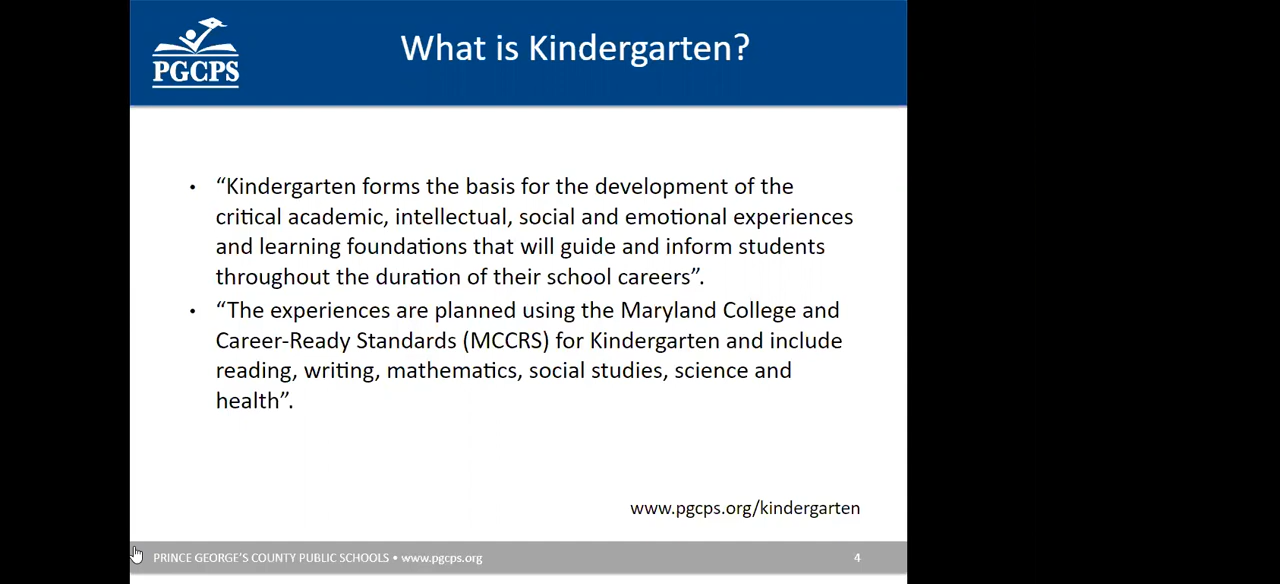 PGCPS
What is Kindergarten?
• “Kindergarten forms the basis for the development of the
critical academic, intellectual, social and emotional experiences
and learning foundations that will guide and inform students
throughout the duration of their school careers”.
• “The experiences are planned using the Maryland College and
Career-Ready Standards (MCCRS) for Kindergarten and include
reading, writing, mathematics, social studies, science and
health”.
www.pgcps.org/kindergarten
PRINCE GEORGE’S COUNTY PUBLIC SCHOOLS • www.pgcps.org 4